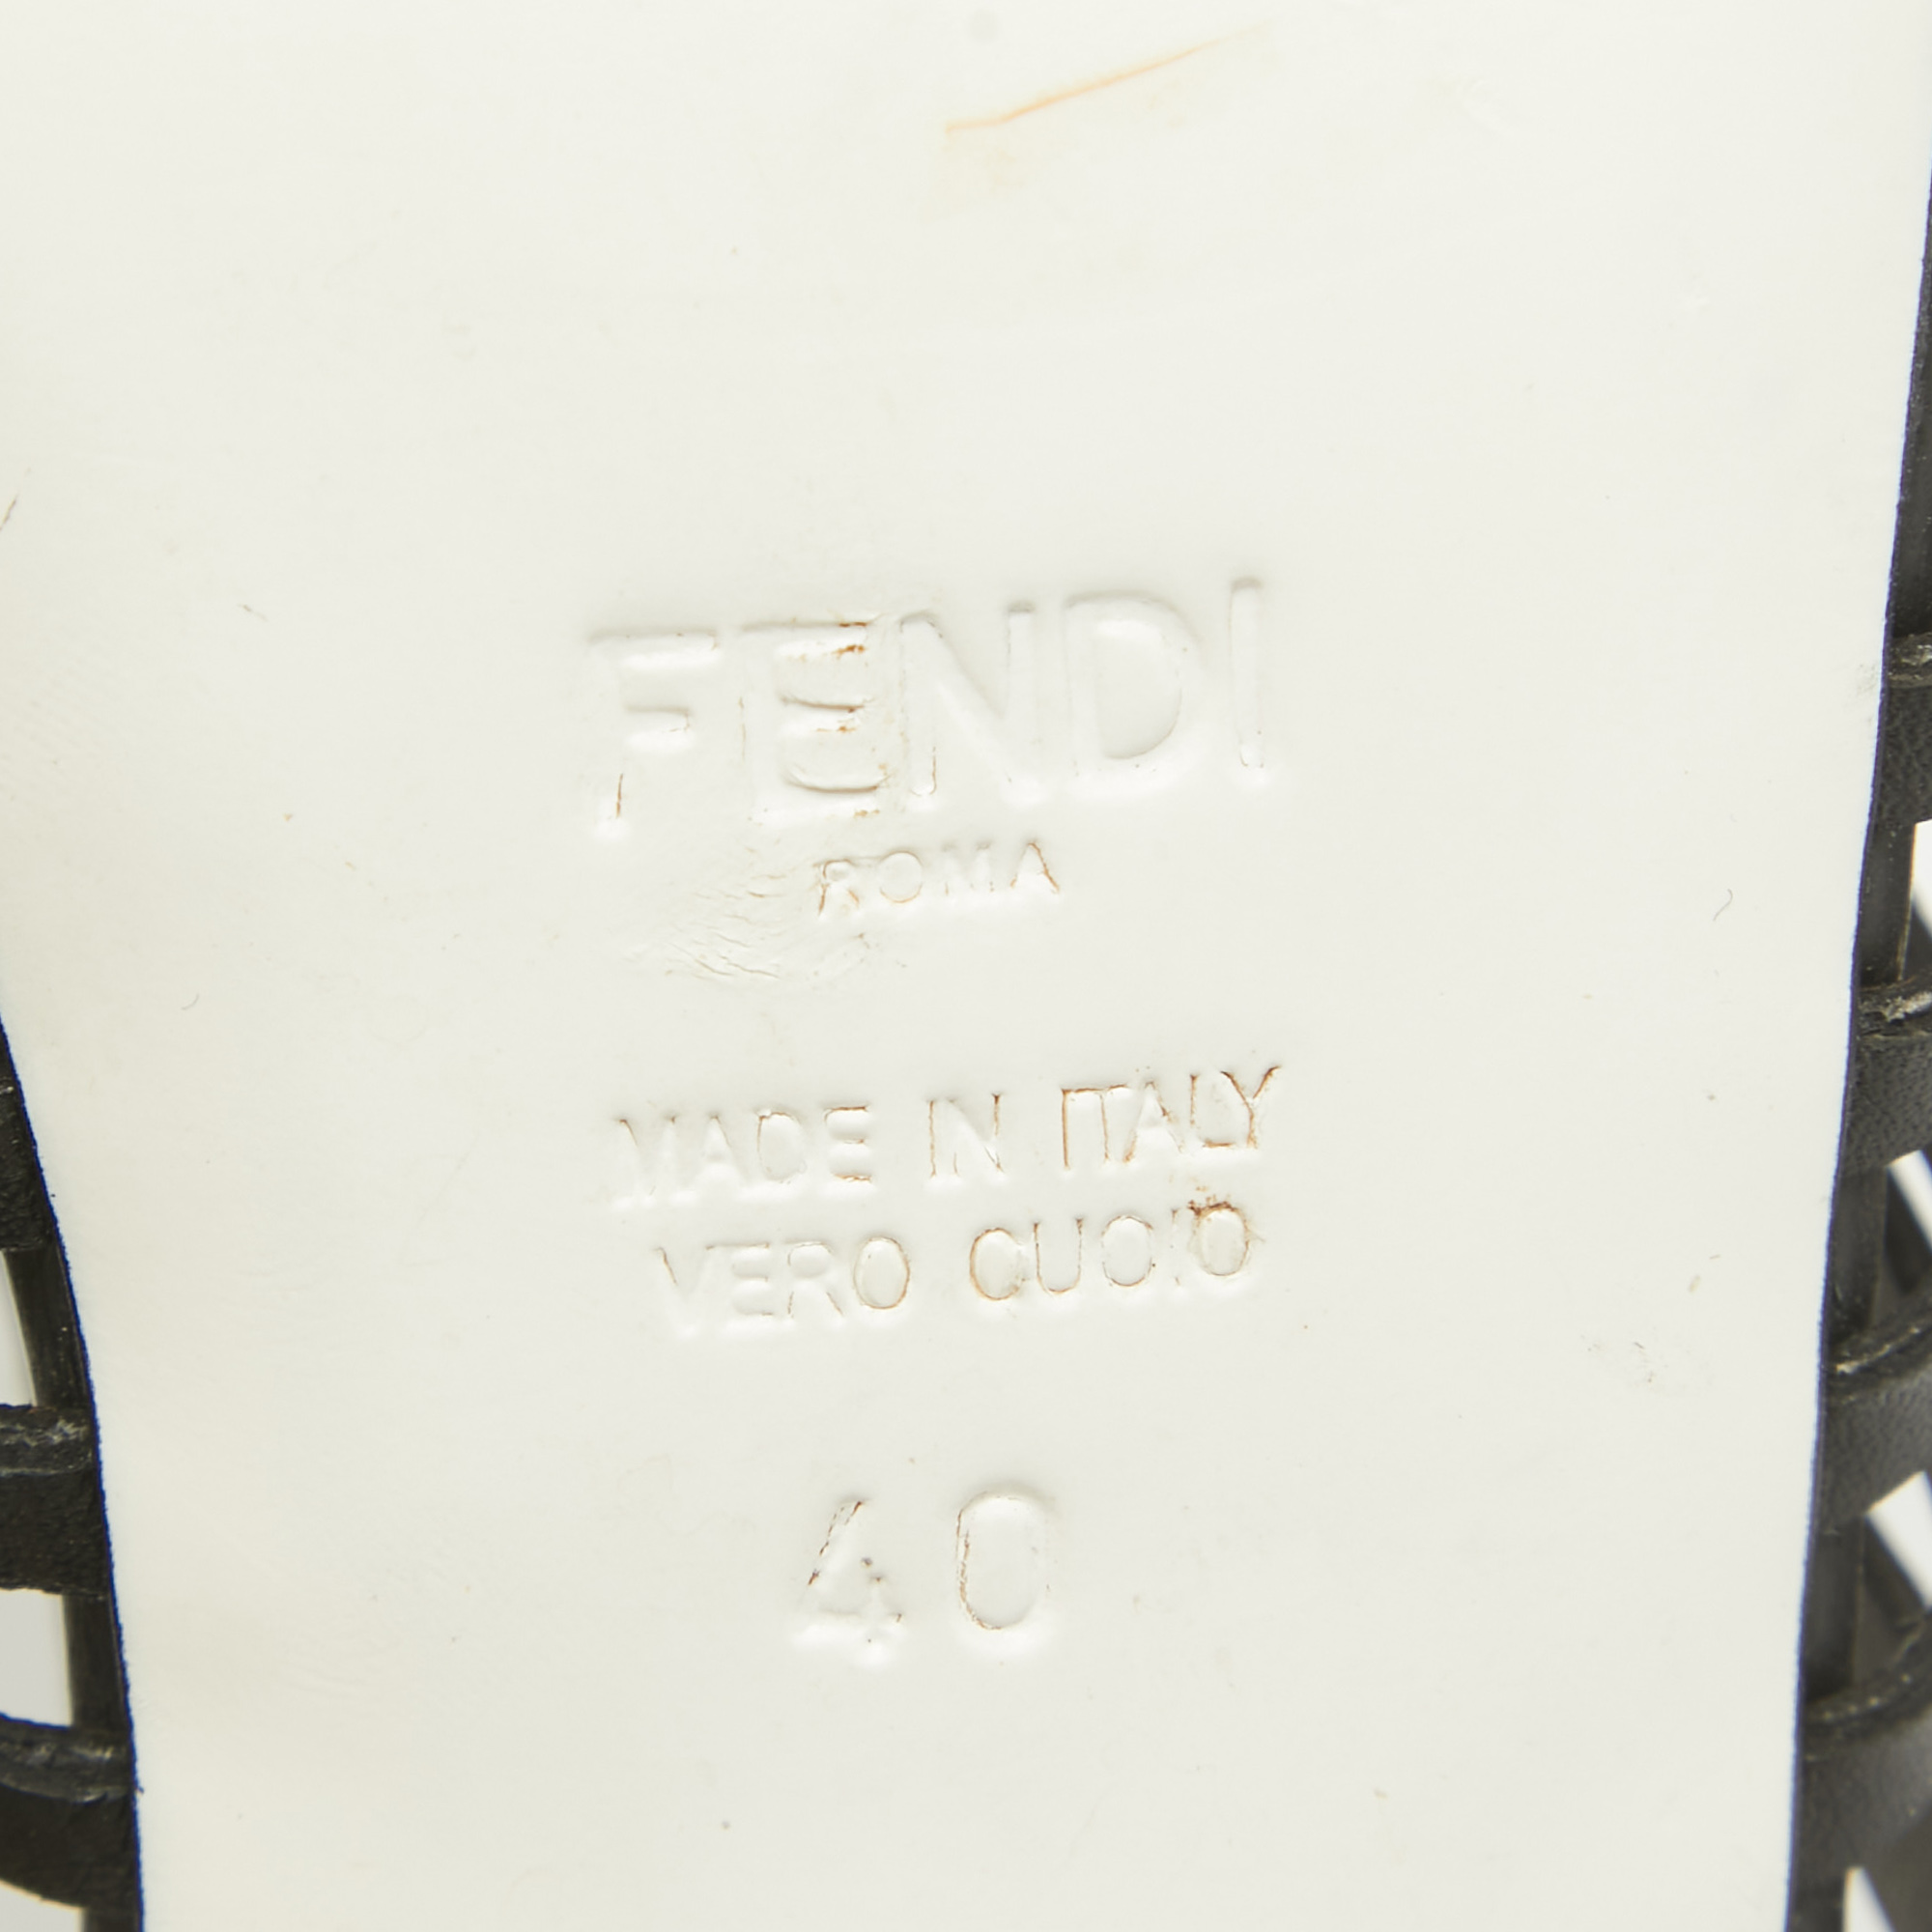 FENDI
ROMA
MADE IN ITALY
VERO CUOIO
40